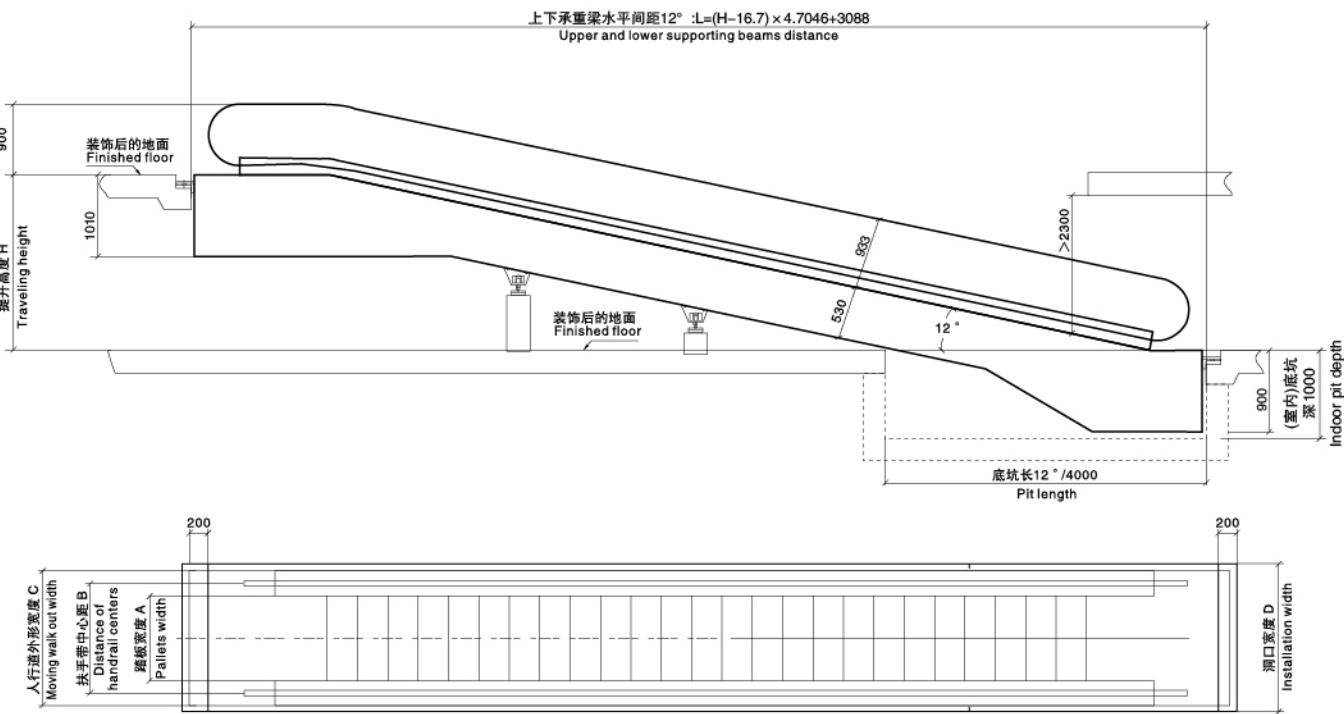 上下承重梁水平间距12° :L=(H-16.7)×4.7046+3088
Upper and lower supporting beams distance
900
装饰后的地面
Finished floor
1010
提升高度 H
Traveling height
933
530
12°
>2300
装饰后的地面
Finished floor
900
(室内)底坑
深1000
Indoor pit depth
底坑长12°/4000
Pit length
200
200
人行道外形宽度 C
Moving walk out width
扶手带中心距 B
Distance of
handrail centers
踏板宽度 A
Pallets width
洞口宽度 D
Installation width